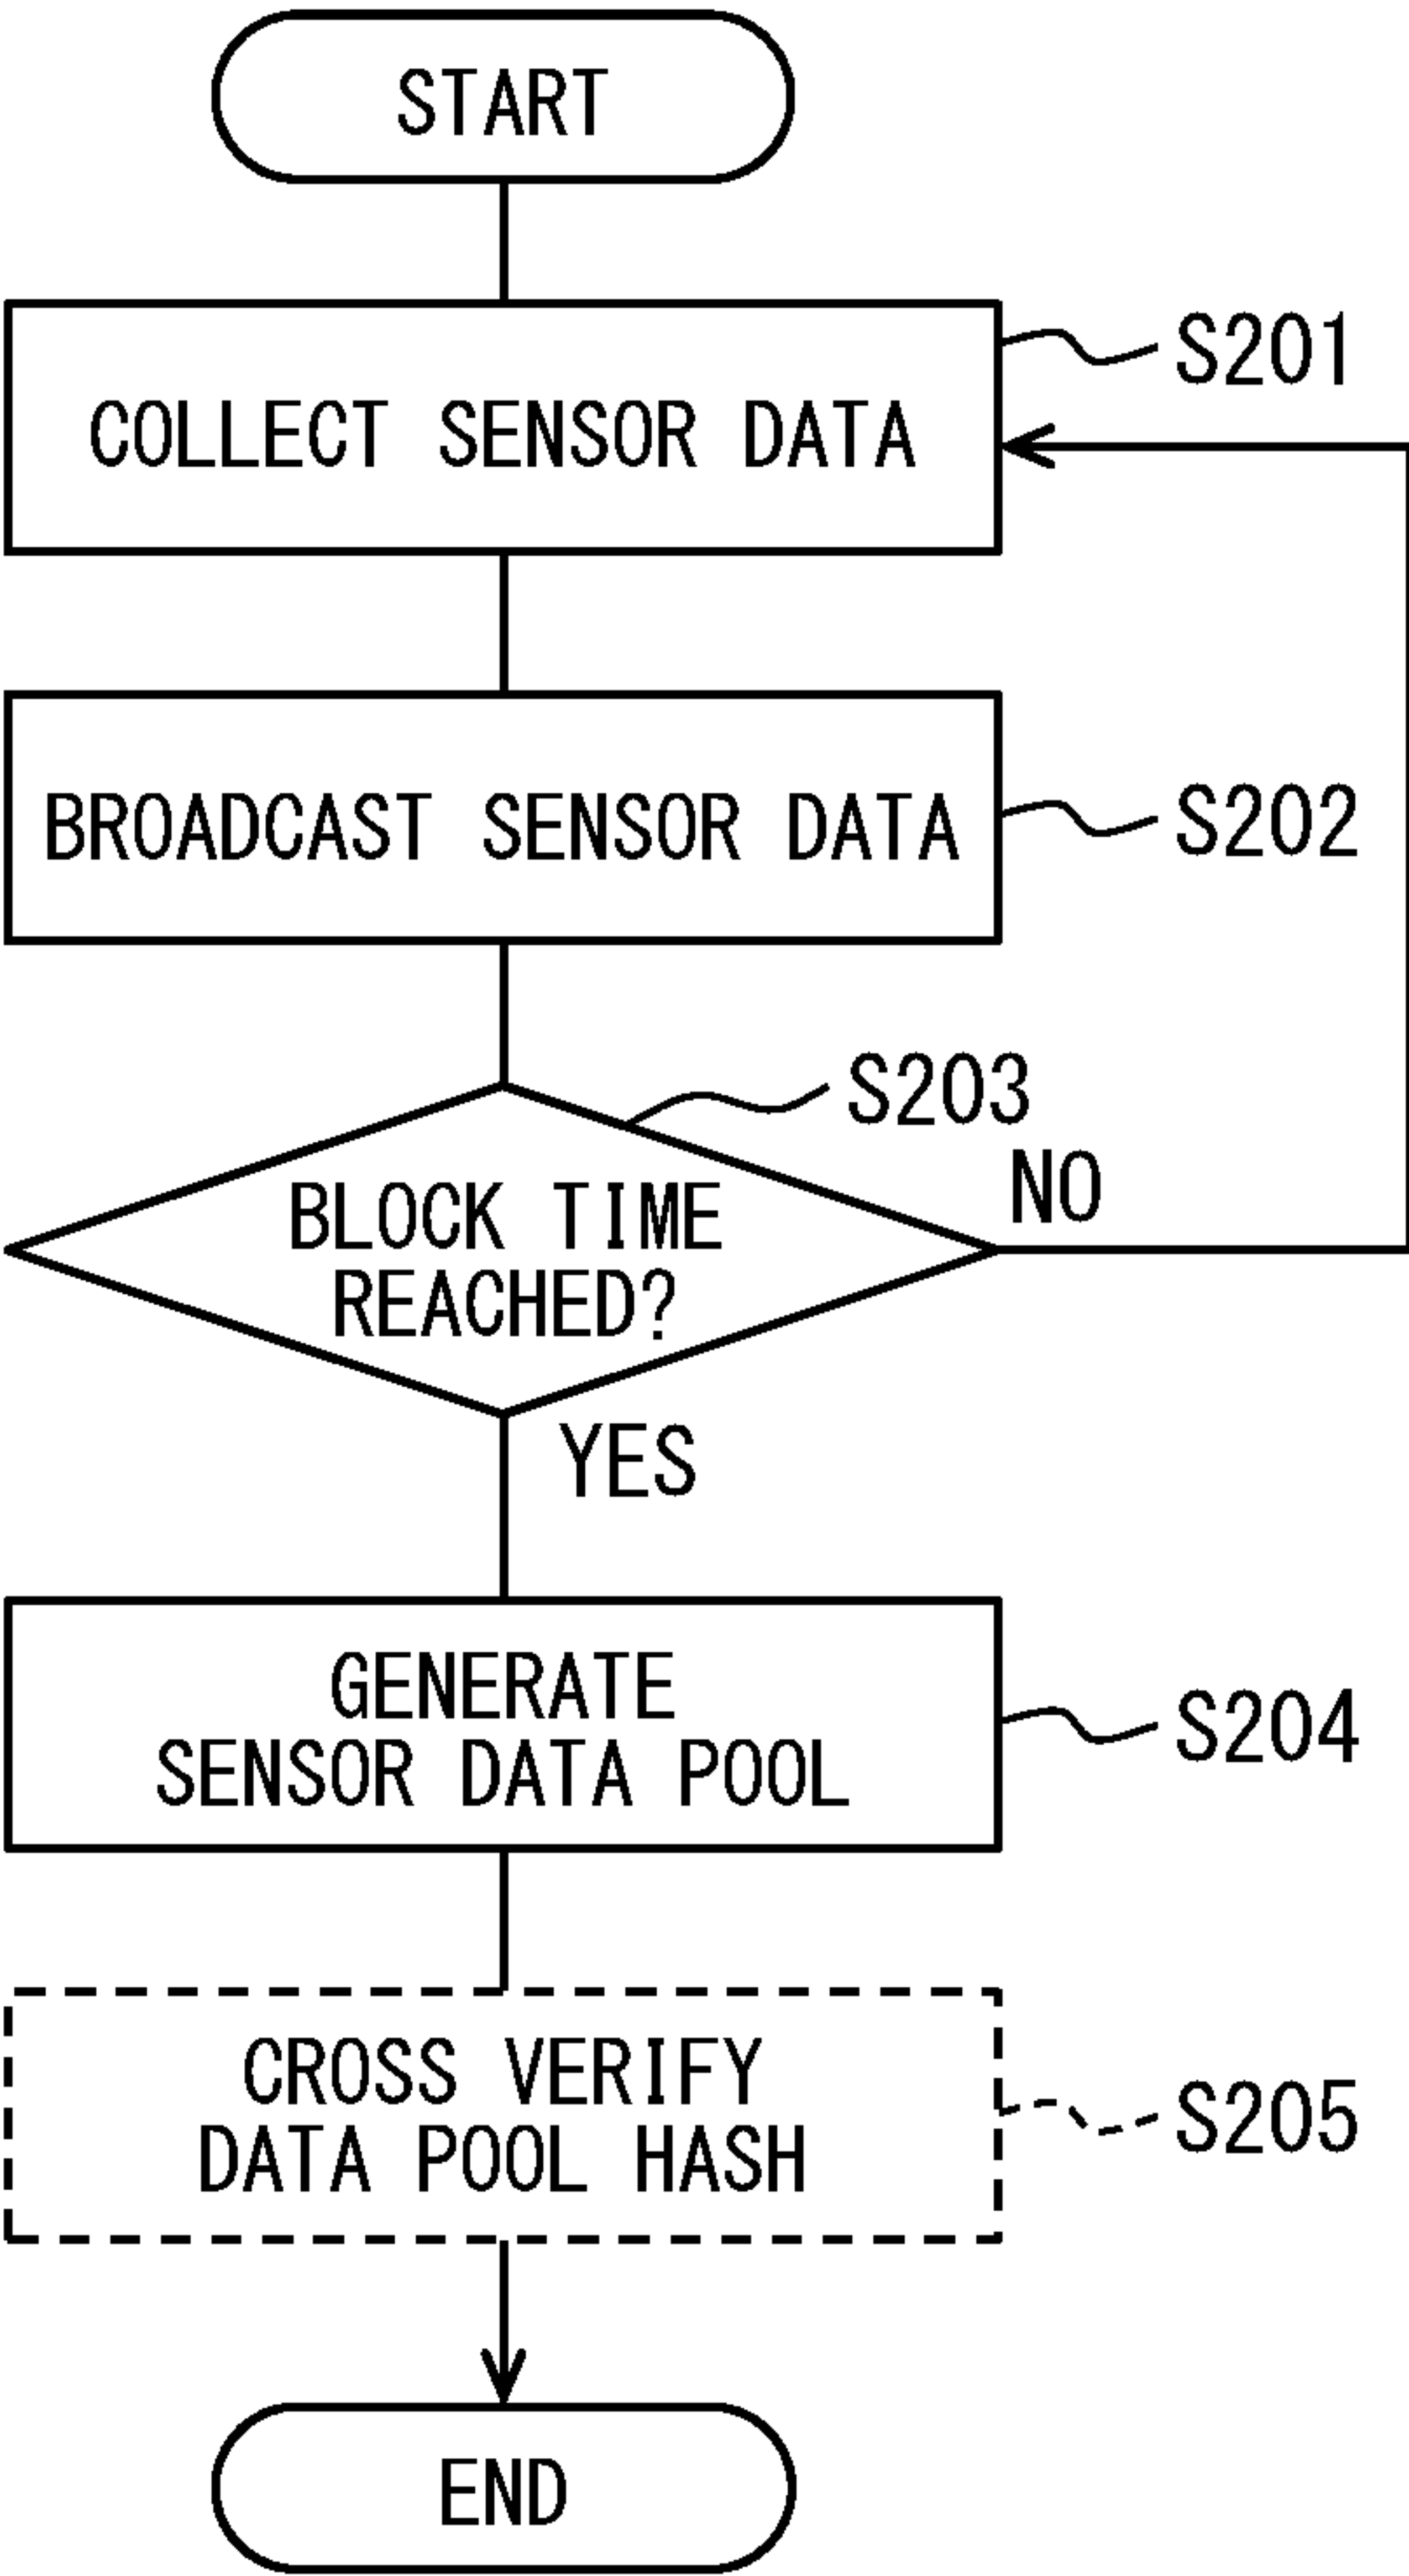 START
COLLECT SENSOR DATA
S201
BROADCAST SENSOR DATA
S202
S203
BLOCK TIME
REACHED?
NO
YES
GENERATE
SENSOR DATA POOL
S204
CROSS VERIFY
DATA POOL HASH
S205
END